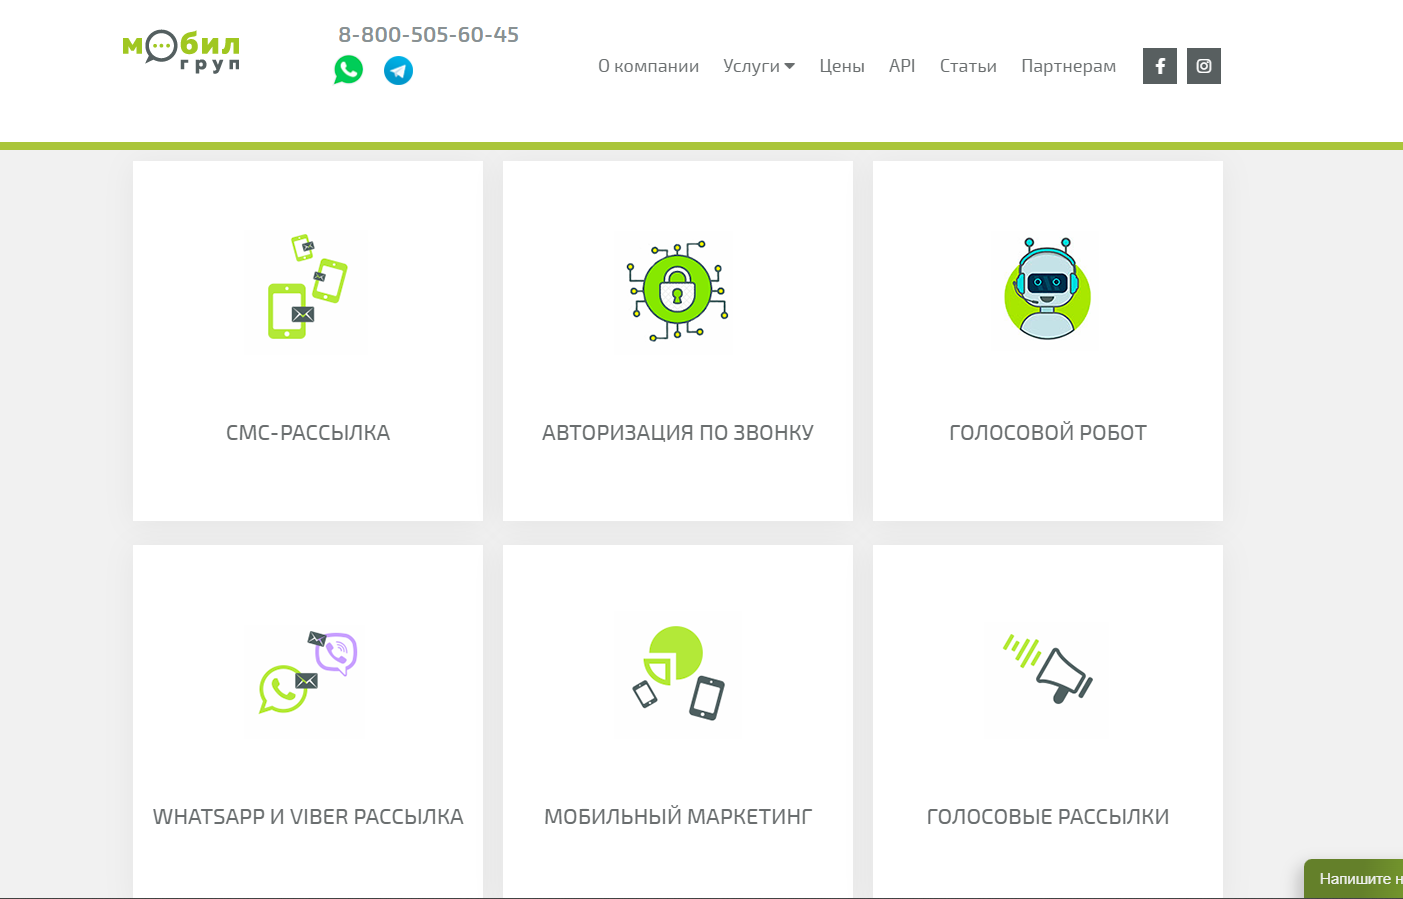 мобил
груп
8-800-505-60-45
О компании Услуги Цены API Статьи Партнерам
СМС-РАССЫЛКА
АВТОРИЗАЦИЯ ПО ЗВОНКУ
ГОЛОСОВОЙ РОБОТ
WHATSAPP И VIBER РАССЫЛКА
МОБИЛЬНЫЙ МАРКЕТИНГ
ГОЛОСОВЫЕ РАССЫЛКИ
Напишите н